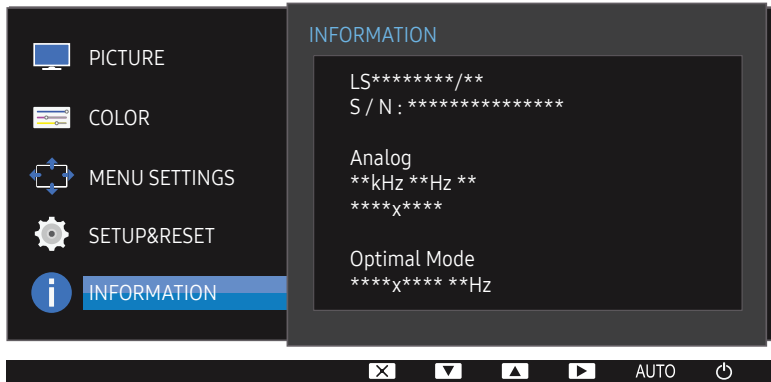 PICTURE
COLOR
MENU SETTINGS
SETUP&RESET
INFORMATION
INFORMATION
LS********/**
S / N : ***************
Analog
**kHz **Hz **
****x****
Optimal Mode
****x**** **Hz
AUTO